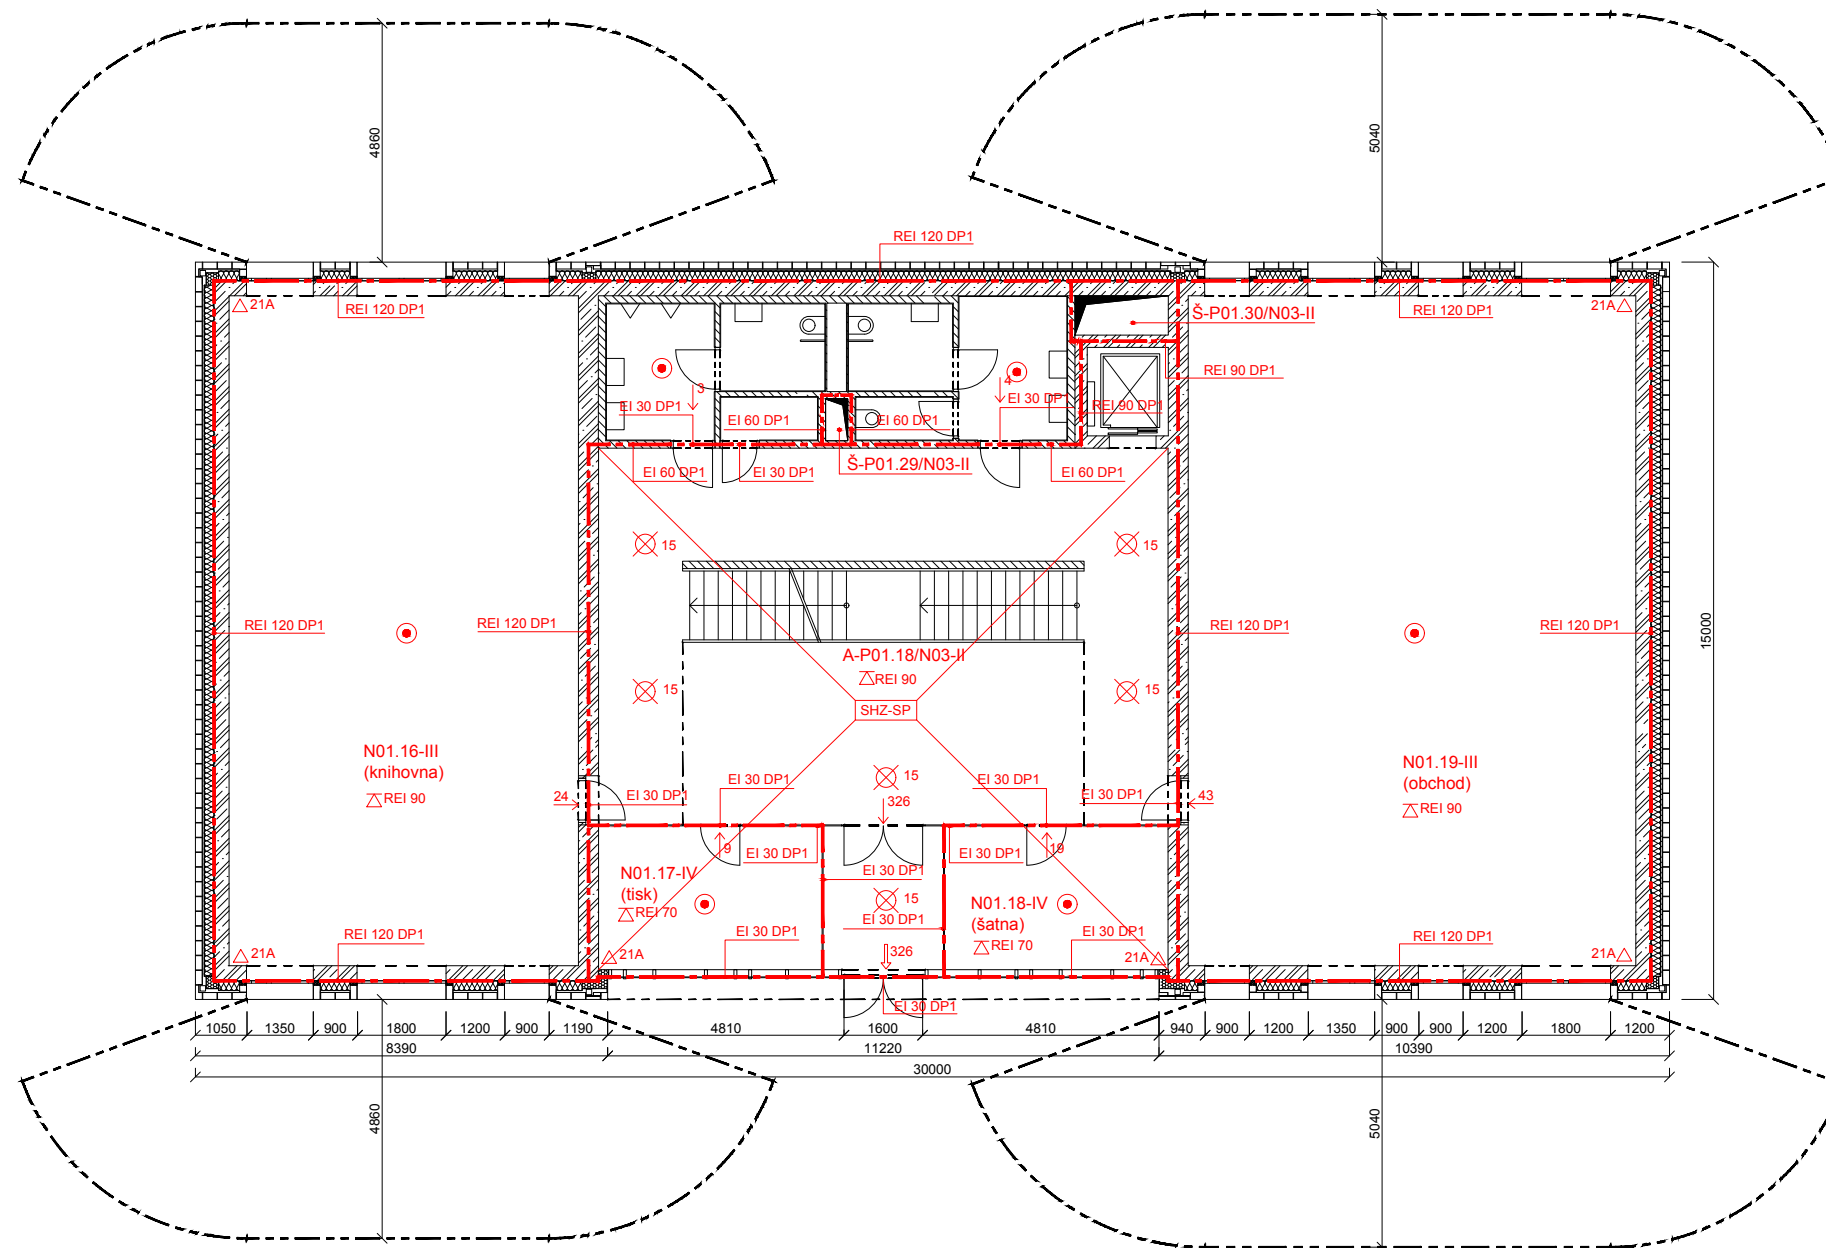 4860
5040
REI 120 DP1
REI 120 DP1
REI 120 DP1
21A
21A
Š-P01.30/N03-II
REI 90 DP1
REI 90 DP1
3
4
EI 30 DP1
EI 30 DP1
EI 60 DP1
EI 60 DP1
EI 60 DP1
EI 30 DP1
Š-P01.29/N03-II
EI 60 DP1
15
15
REI 120 DP1
REI 120 DP1
REI 120 DP1
REI 120 DP1
15000
A-P01.18/N03-II
REI 90
15
15
SHZ-SP
N01.16-III
(knihovna)
REI 90
N01.19-III
(obchod)
REI 90
15
24
EI 30 DP1
EI 30 DP1
EI 30 DP1
EI 30 DP1
43
326
9
EI 30 DP1
EI 30 DP1
19
N01.17-IV
(tisk)
REI 70
EI 30 DP1
15
EI 30 DP1
N01.18-IV
(šatna)
REI 70
REI 120 DP1
21A
21A
EI 30 DP1
326
EI 30 DP1
21A
REI 120 DP1
21A
EI 30 DP1
1050
1350
900
1800
1200
900
1190
4810
1600
4810
940
900
1200
1350
900
900
1200
1800
1200
8390
11220
10390
30000
4860
5040